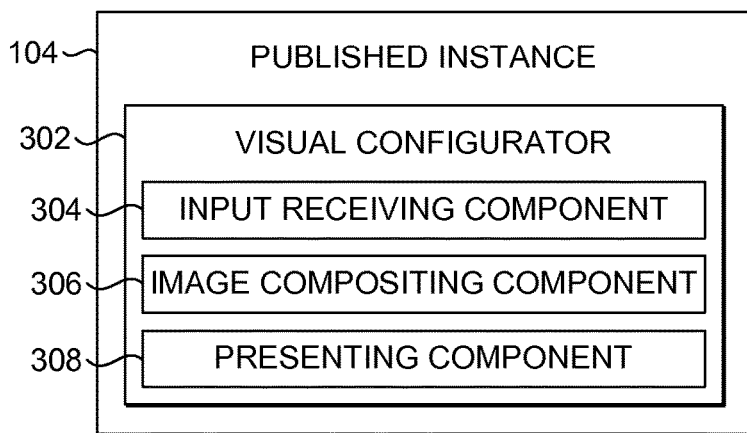 104 PUBLISHED INSTANCE
302 VISUAL CONFIGURATOR
304 INPUT RECEIVING COMPONENT
306 IMAGE COMPOSITING COMPONENT
308 PRESENTING COMPONENT